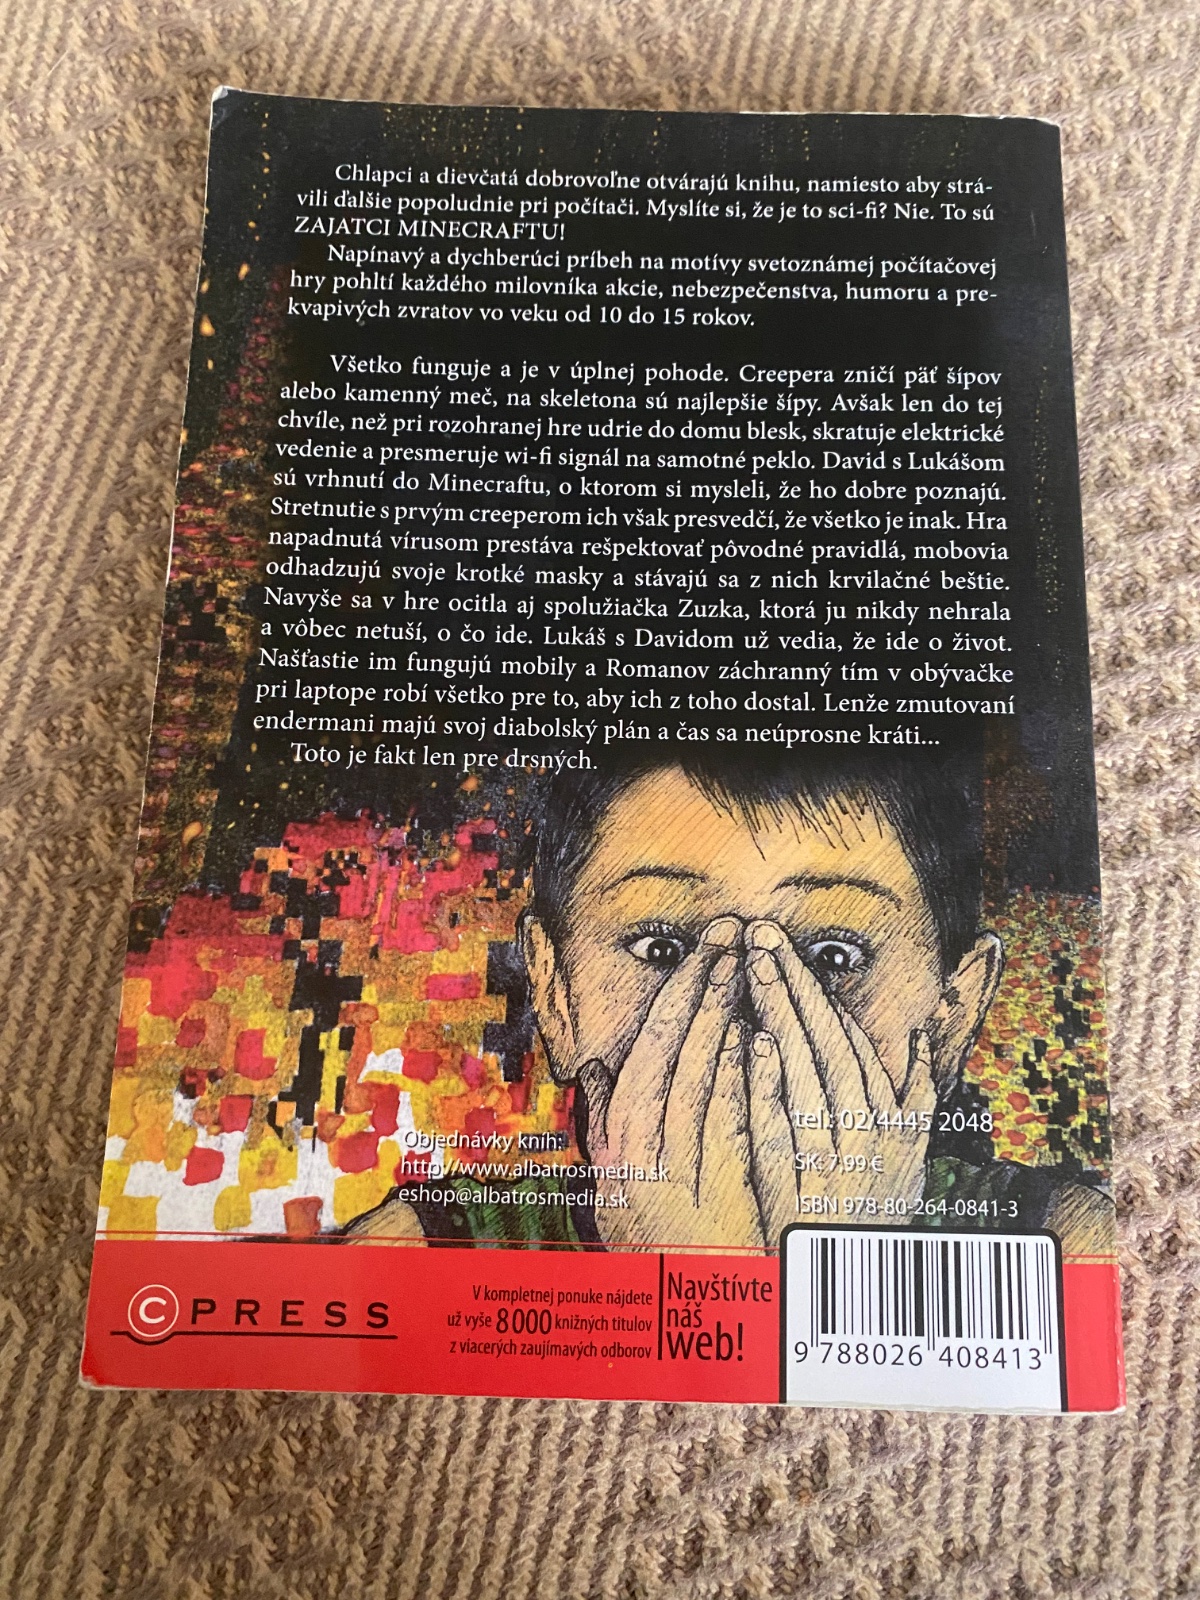 Chlapci a dievčatá dobrovoľne otvárajú knihu, namiesto aby strá-
vili ďalšie popoludnie pri počítači. Myslíte si, že je to sci-fi? Nie. To sú
ZAJATCI MINECRAFTU!
Napínavý a dychberúci príbeh na motívy svetoznámej počítačovej
hry pohltí každého milovníka akcie, nebezpečenstva, humoru a pre-
kvapivých zvratov vo veku od 10 do 15 rokov.
Všetko funguje a je v úplnej pohode. Creepera zničí päť šípov
alebo kamenný meč, na skeletona sú najlepšie šípy. Avšak len do tej
chvíle, než pri rozohranej hre udrie do domu blesk, skratuje elektrické
vedenie a presmeruje wi-fi signál na samotné peklo. David s Lukášom
sú vrhnutí do Minecraftu, o ktorom si mysleli, že ho dobre poznajú.
Stretnutie s prvým creeperom ich však presvedčí, že všetko je inak. Hra
napadnutá vírusom prestáva rešpektovať pôvodné pravidlá, mobovia
odhadzujú svoje krotké masky a stávajú sa z nich krvilačné beštie.
Navyše sa v hre ocitla aj spolužiačka Zuzka, ktorá ju nikdy nehrala
a vôbec netuší, o čo ide. Lukáš s Davidom už vedia, že ide o život.
Našťastie im fungujú mobily a Romanov záchranný tím v obývačke
pri laptope robí všetko pre to, aby ich z toho dostal. Lenže zmutovaní
endermani majú svoj diabolský plán a čas sa neúprosne kráti...
Toto je fakt len pre drsných.
Objednávky kníh:
http://www.albatrosmedia.sk
eshop@albatrosmedia.sk
tel.: 02/4445 2048
SK: 7,99 €
ISBN 978-80-264-0841-3
C PRESS
V kompletnej ponuke nájdete
už vyše 8000 knižných titulov
z viacerých zaujímavých odborov
Navštívte
náš
web!
9 788026 408413